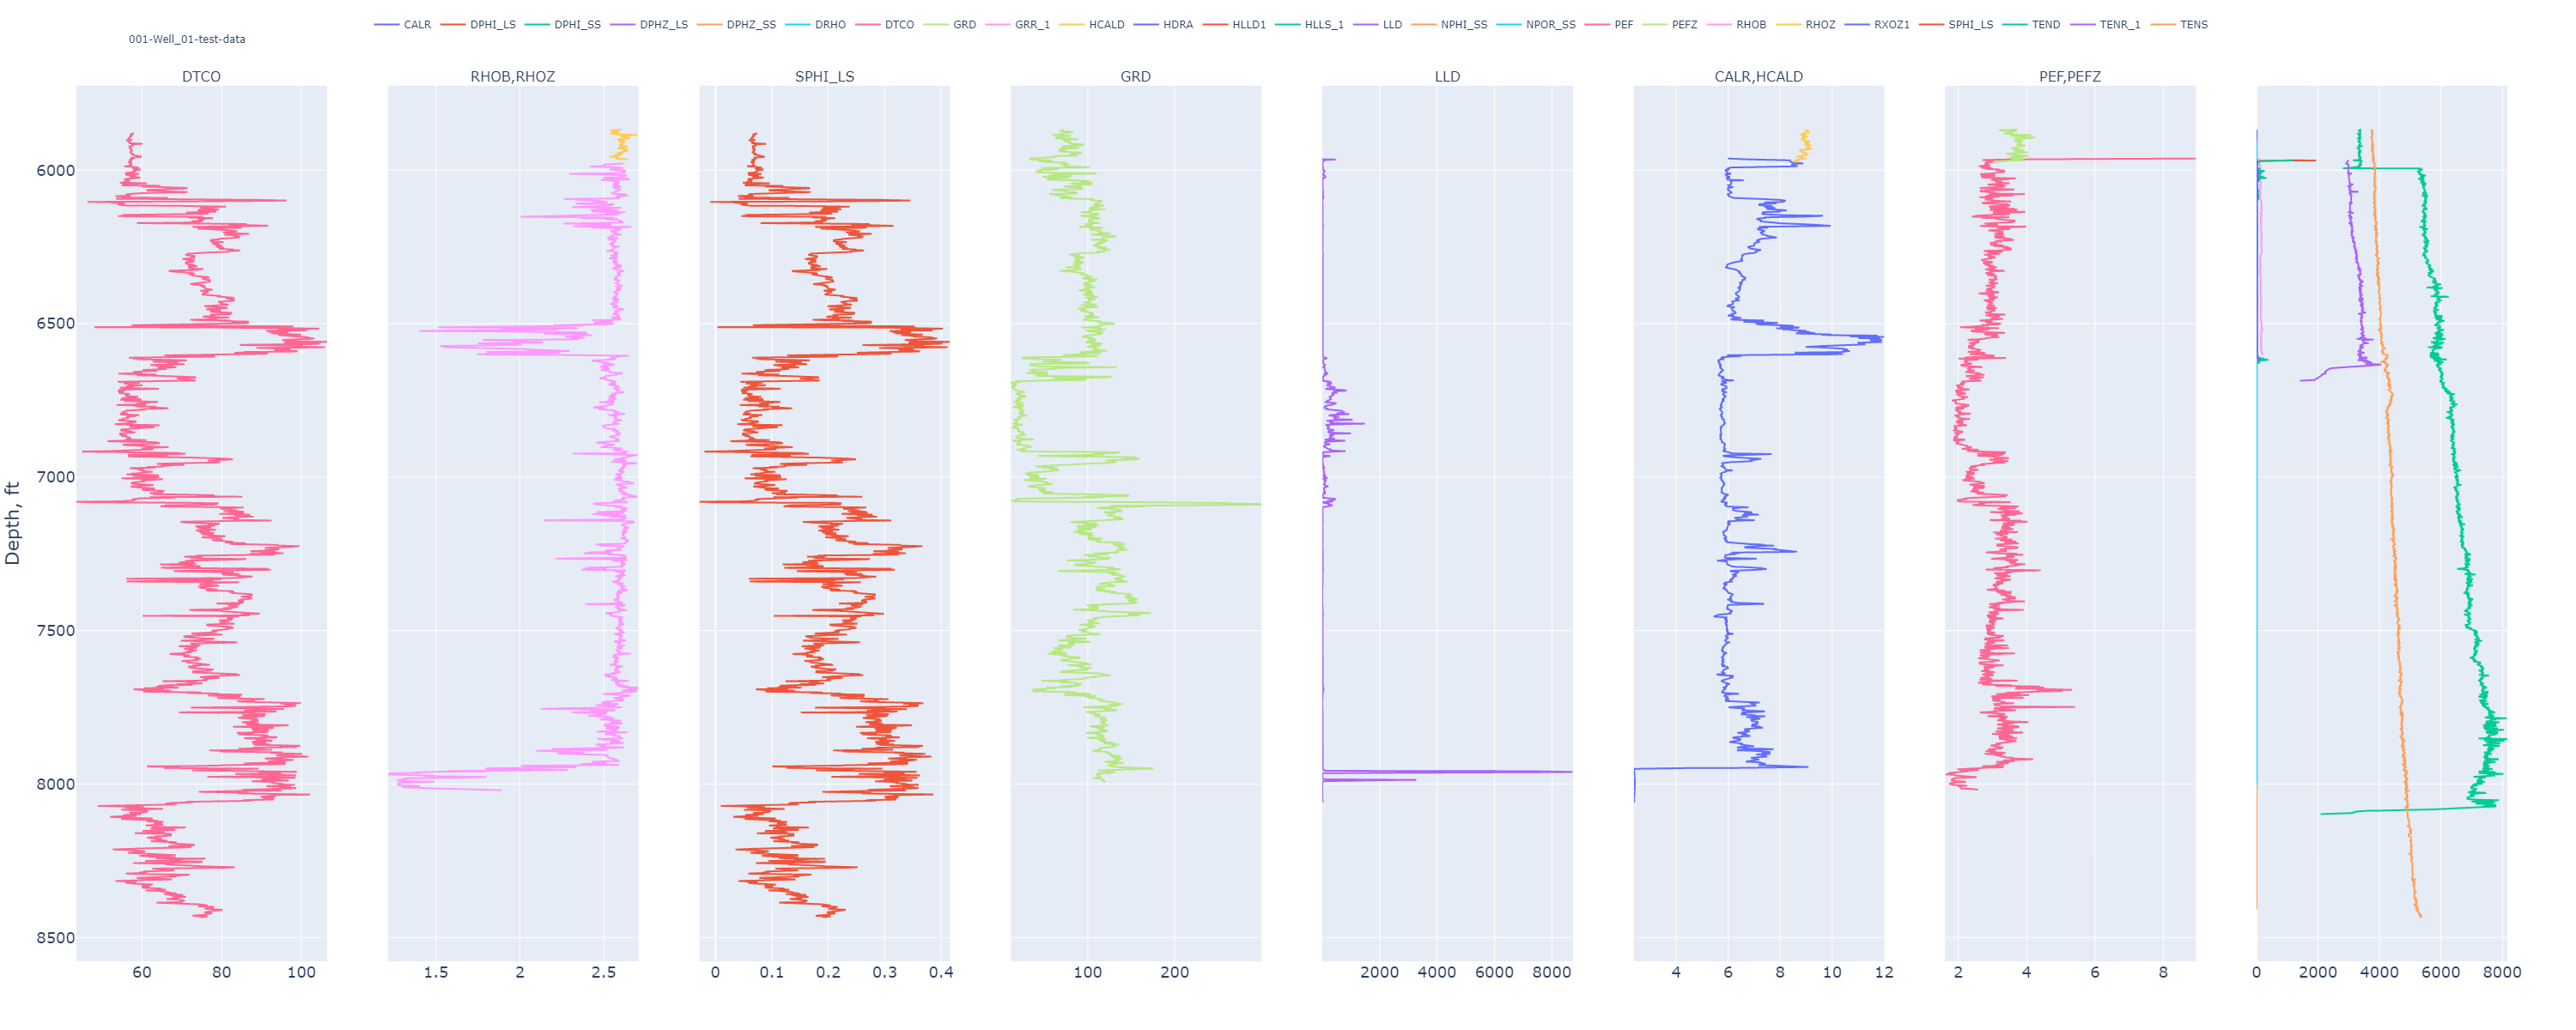 CALR DPHI_LS DPHI_SS DPHZ_LS DPHZ_SS DRHO DTCO GRD GRR_1 HCALD HDRA HLLD1 HLLS_1 LLD NPHI_SS NPOR_SS PEF PEFZ RHOB RHOZ RXOZ1 SPHI_LS TEND TENR_1 TENS
001-Well_01-test-data
DTCO RHOB,RHOZ SPHI_LS GRD LLD CALR,HCALD PEF,PEFZ
Depth, ft
6000
6500
7000
7500
8000
8500
60 80 100 1.5 2 2.5 0 0.1 0.2 0.3 0.4 100 200 2000 4000 6000 8000 4 6 8 10 12 2 4 6 8 0 2000 4000 6000 8000